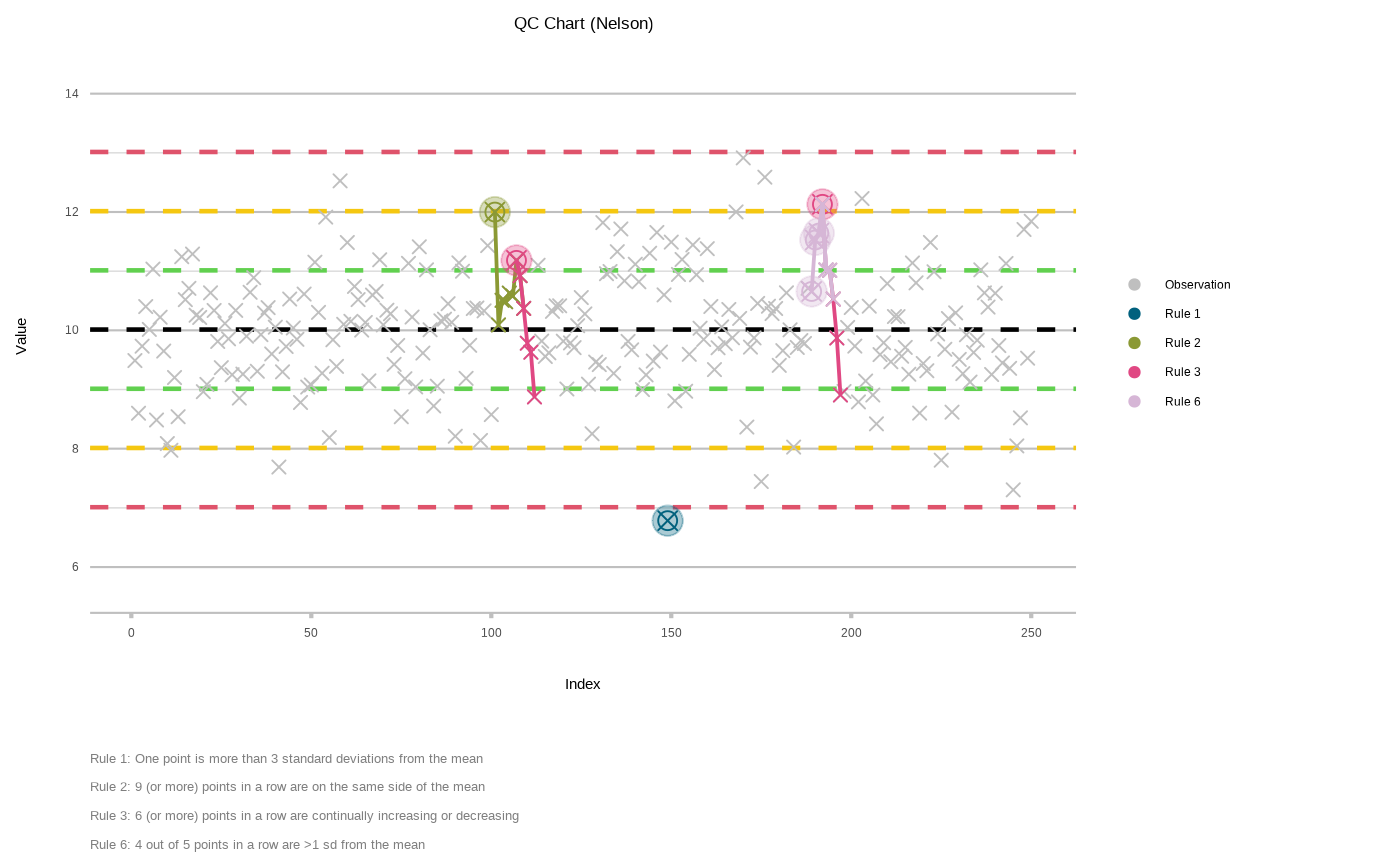 QC Chart (Nelson)
Value
14
12
10
8
6
0 50 100 150 200 250
Index
Observation
Rule 1
Rule 2
Rule 3
Rule 6
Rule 1: One point is more than 3 standard deviations from the mean
Rule 2: 9 (or more) points in a row are on the same side of the mean
Rule 3: 6 (or more) points in a row are continually increasing or decreasing
Rule 6: 4 out of 5 points in a row are >1 sd from the mean